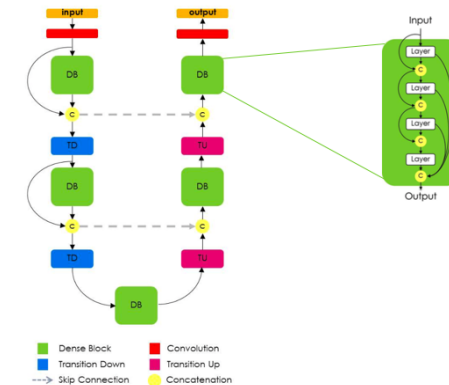 input
output
Input
Layer
C
Layer
C
Layer
C
Layer
C
Output
DB
DB
C
C
TD
TU
DB
DB
C
C
TD
TU
DB
Dense Block
Convolution
Transition Down
Transition Up
Skip Connection
Concatenation